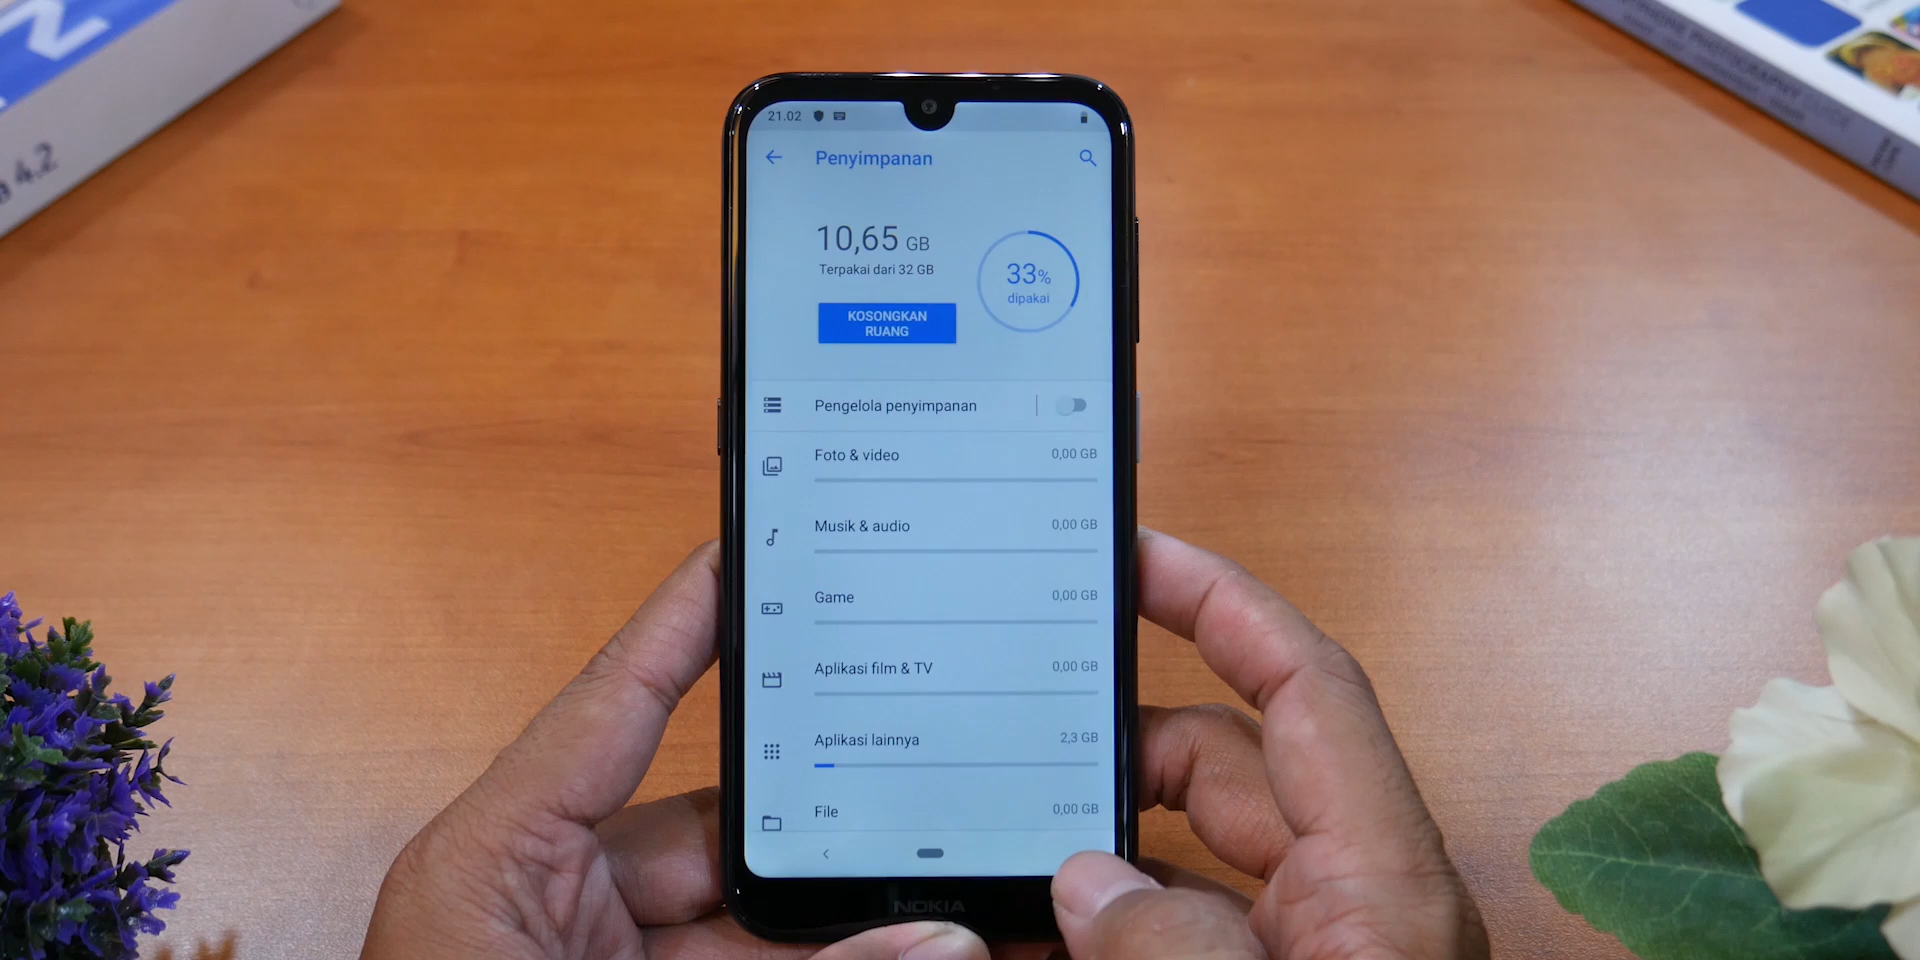 4.2
21.02
Penyimpanan
10,65 GB
Terpakai dari 32 GB
33%
dipakai
KOSONGKAN
RUANG
Pengelola penyimpanan
Foto & video 0,00 GB
Musik & audio 0,00 GB
Game 0,00 GB
Aplikasi film & TV 0,00 GB
Aplikasi lainnya 2,3 GB
File 0,00 GB
NOKIA